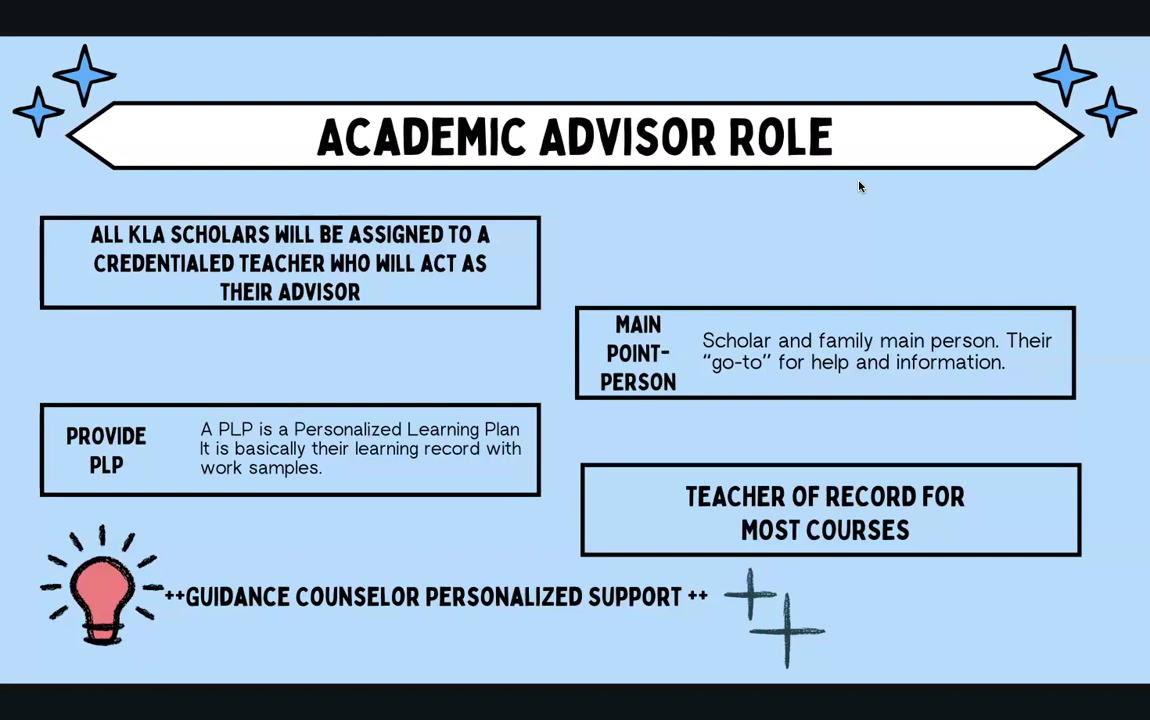 ACADEMIC ADVISOR ROLE
ALL KLA SCHOLARS WILL BE ASSIGNED TO A
CREDENTIALED TEACHER WHO WILL ACT AS
THEIR ADVISOR
MAIN
POINT-
PERSON
Scholar and family main person. Their
“go-to” for help and information.
PROVIDE
PLP
A PLP is a Personalized Learning Plan
It is basically their learning record with
work samples.
TEACHER OF RECORD FOR
MOST COURSES
++GUIDANCE COUNSELOR PERSONALIZED SUPPORT ++